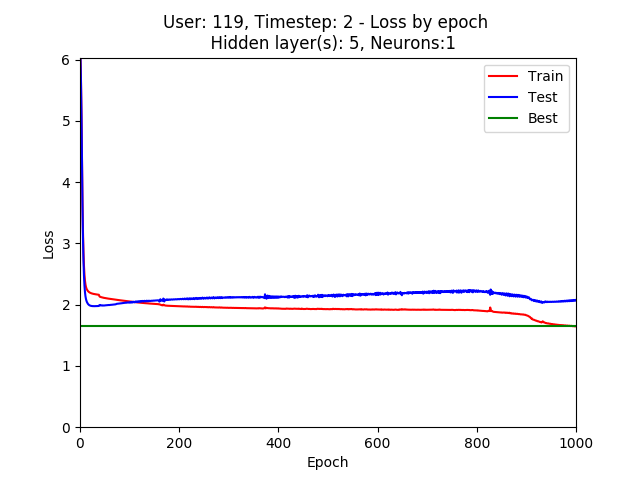 User: 119, Timestep: 2 - Loss by epoch
Hidden layer(s): 5, Neurons:1
Train
Test
Best
6
5
4
3
2
1
0
Loss
0
200
400
600
800
1000
Epoch